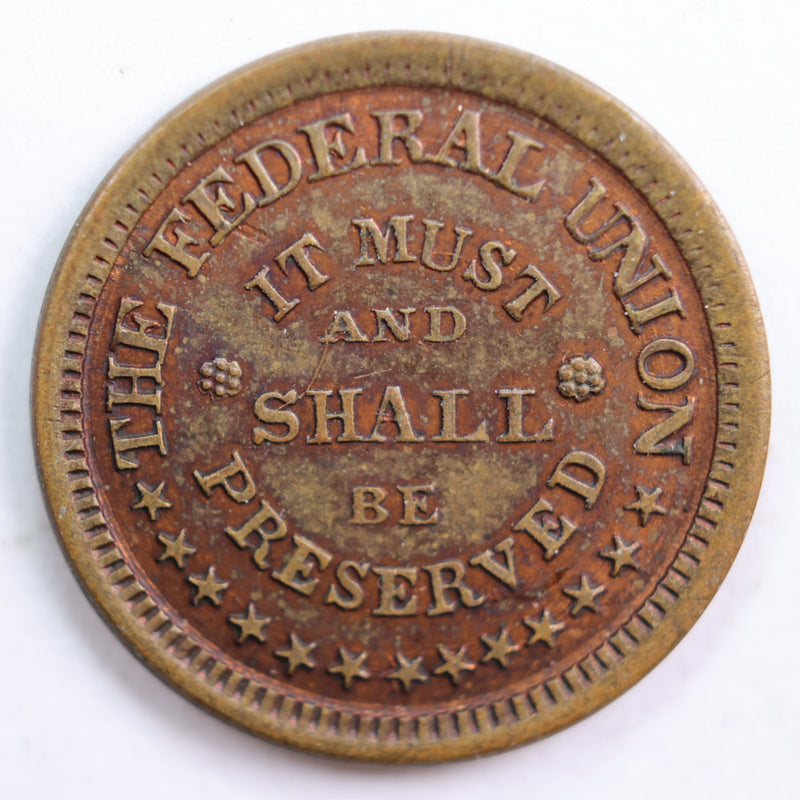 THE FEDERAL UNION
IT MUST
AND
SHALL
BE
PRESERVED